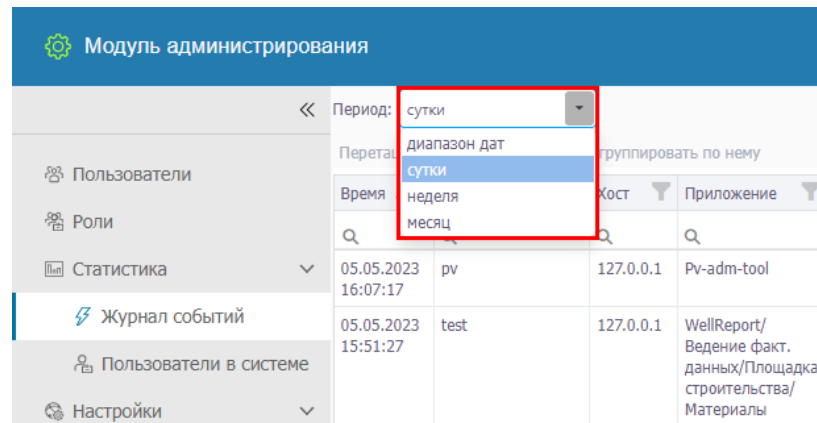 Модуль администрирования
Период: сутки
диапазон дат
сутки
неделя
месяц
группировать по нему
Время
Хост
Приложение
05.05.2023
16:07:17
pv
127.0.0.1
Pv-adm-tool
05.05.2023
15:51:27
test
127.0.0.1
WellReport/
Ведение факт.
данных/Площадка
строительства/
Материалы
Пользователи
Роли
Статистика
Журнал событий
Пользователи в системе
Настройки